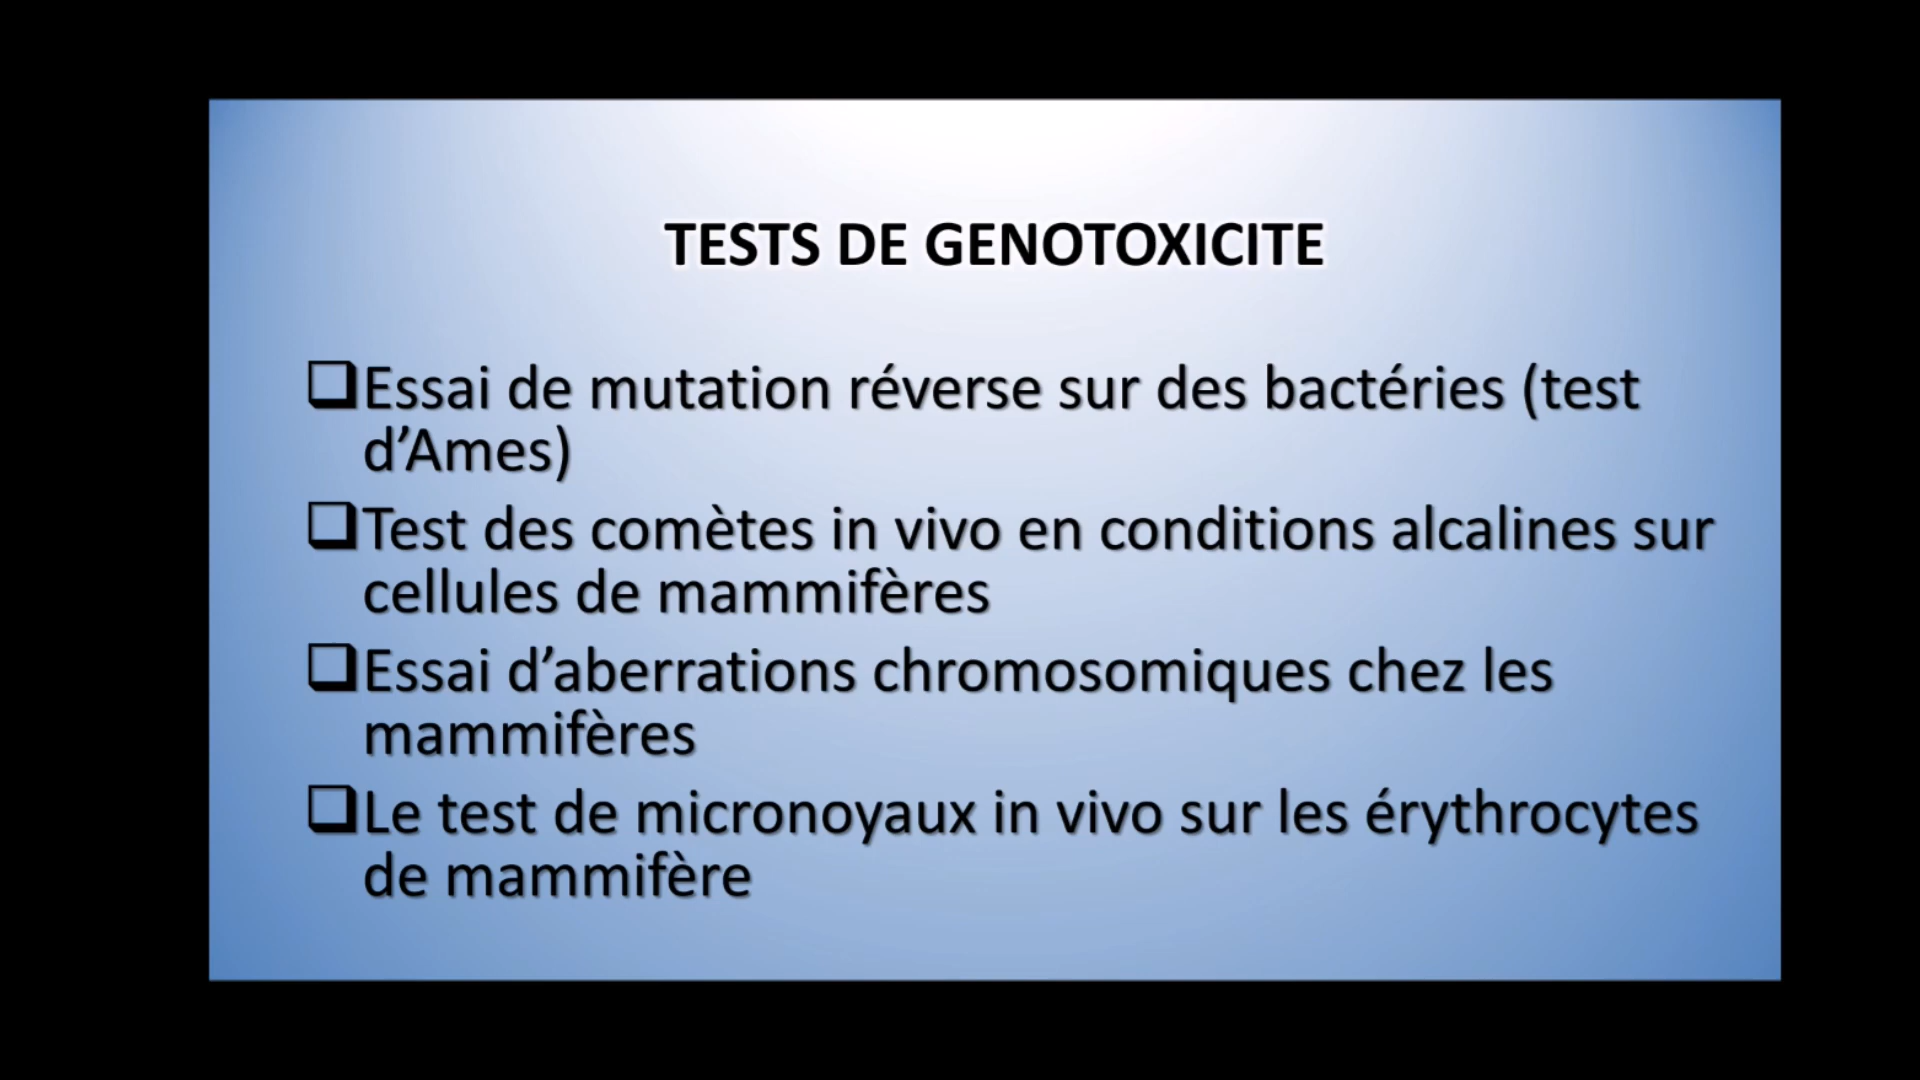 TESTS DE GENOTOXICITE
❑Essai de mutation réverse sur des bactéries (test
d’Ames)
❑Test des comètes in vivo en conditions alcalines sur
cellules de mammifères
❑Essai d’aberrations chromosomiques chez les
mammifères
❑Le test de micronoyaux in vivo sur les érythrocytes
de mammifère